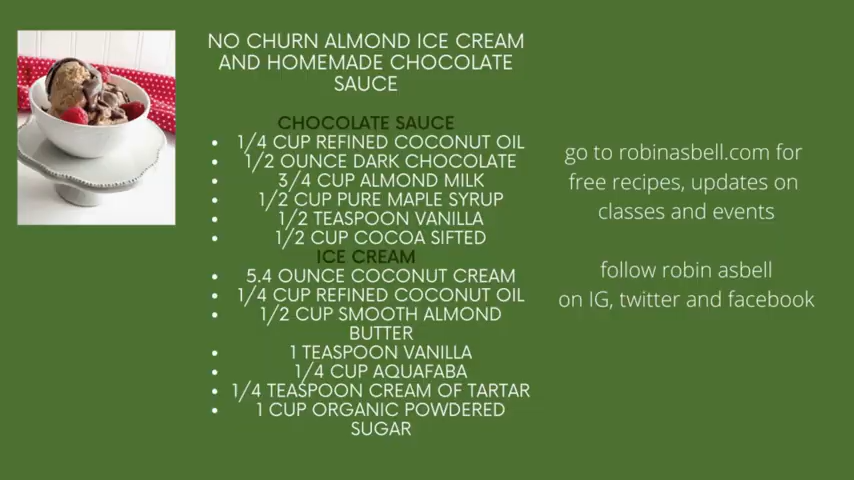 NO CHURN ALMOND ICE CREAM
AND HOMEMADE CHOCOLATE
SAUCE
CHOCOLATE SAUCE
• 1/4 CUP REFINED COCONUT OIL
• 1/2 OUNCE DARK CHOCOLATE
• 3/4 CUP ALMOND MILK
• 1/2 CUP PURE MAPLE SYRUP
• 1/2 TEASPOON VANILLA
• 1/2 CUP COCOA SIFTED
ICE CREAM
• 5.4 OUNCE COCONUT CREAM
• 1/4 CUP REFINED COCONUT OIL
• 1/2 CUP SMOOTH ALMOND
BUTTER
• 1 TEASPOON VANILLA
• 1/4 CUP AQUAFABA
• 1/4 TEASPOON CREAM OF TARTAR
• 1 CUP ORGANIC POWDERED
SUGAR
go to robinasbell.com for
free recipes, updates on
classes and events
follow robin asbell
on IG, twitter and facebook